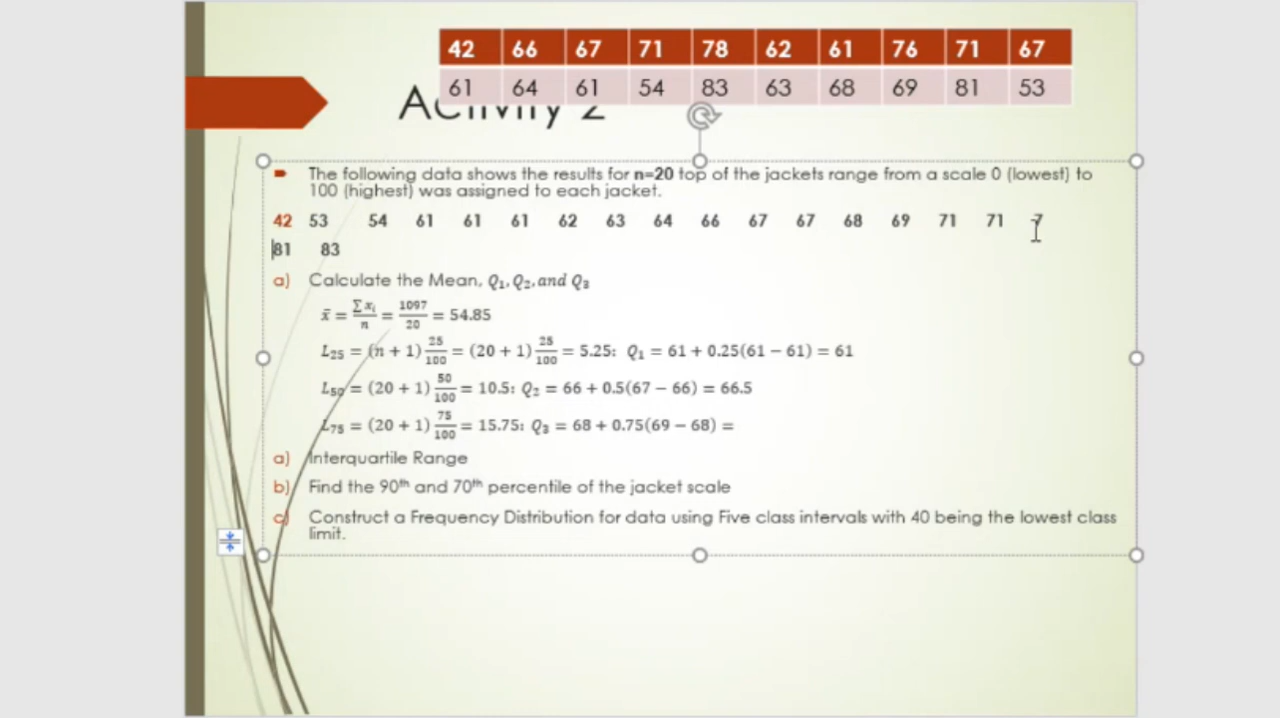 42 66 67 71 78 62 61 76 71 67
61 64 61 54 83 63 68 69 81 53
Activity 2
The following data shows the results for n=20 top of the jackets range from a scale 0 (lowest) to
100 (highest) was assigned to each jacket.
42 53 54 61 61 61 62 63 64 66 67 67 68 69 71 71 7
81 83
a) Calculate the Mean, Q₁, Q₂, and Q₃
x̄ = ∑xᵢ/n = 1097/20 = 54.85
L₂₅ = (n + 1) 25/100 = (20 + 1) 25/100 = 5.25: Q₁ = 61 + 0.25(61 − 61) = 61
L₅₀ = (20 + 1) 50/100 = 10.5: Q₂ = 66 + 0.5(67 − 66) = 66.5
L₇₅ = (20 + 1) 75/100 = 15.75: Q₃ = 68 + 0.75(69 − 68) =
a) Interquartile Range
b) Find the 90th and 70th percentile of the jacket scale
c) Construct a Frequency Distribution for data using Five class intervals with 40 being the lowest class
limit.